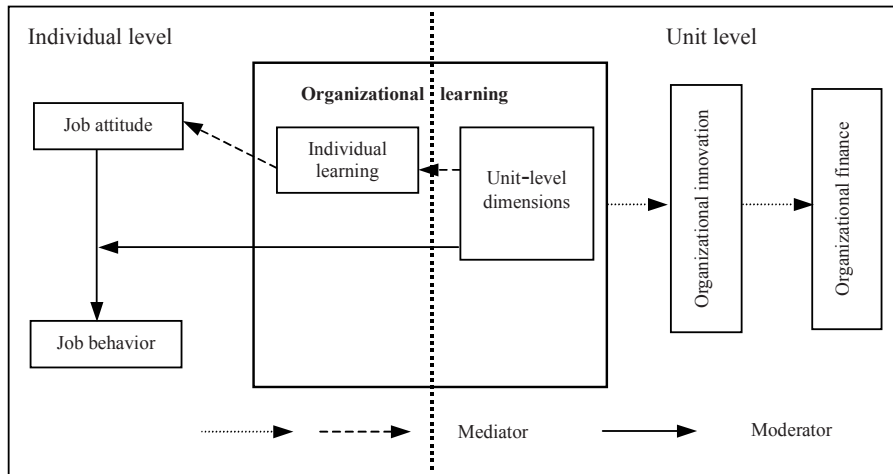 Individual level
Unit level
Organizational learning
Job attitude
Individual
learning
Unit-level
dimensions
Organizational innovation
Organizational finance
Job behavior
Mediator
Moderator